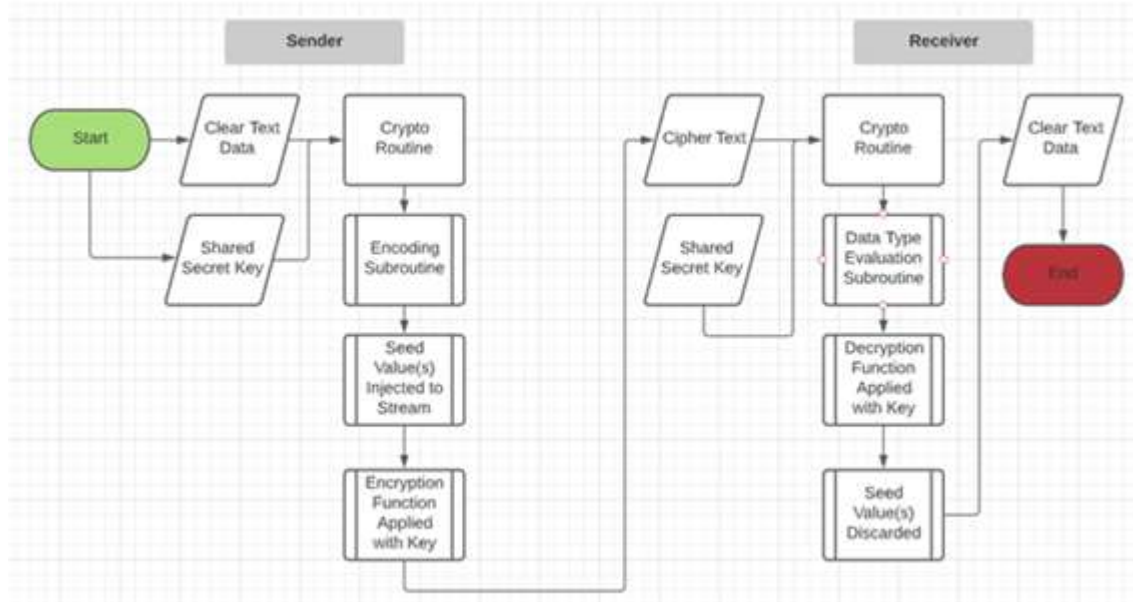 Sender
Receiver
Start
Clear Text
Data
Crypto
Routine
Shared
Secret Key
Encoding
Subroutine
Seed
Value(s)
Injected to
Stream
Encryption
Function
Applied
with Key
Cipher Text
Crypto
Routine
Shared
Secret Key
Data Type
Evaluation
Subroutine
Decryption
Function
Applied
with Key
Seed
Value(s)
Discarded
Clear Text
Data
End